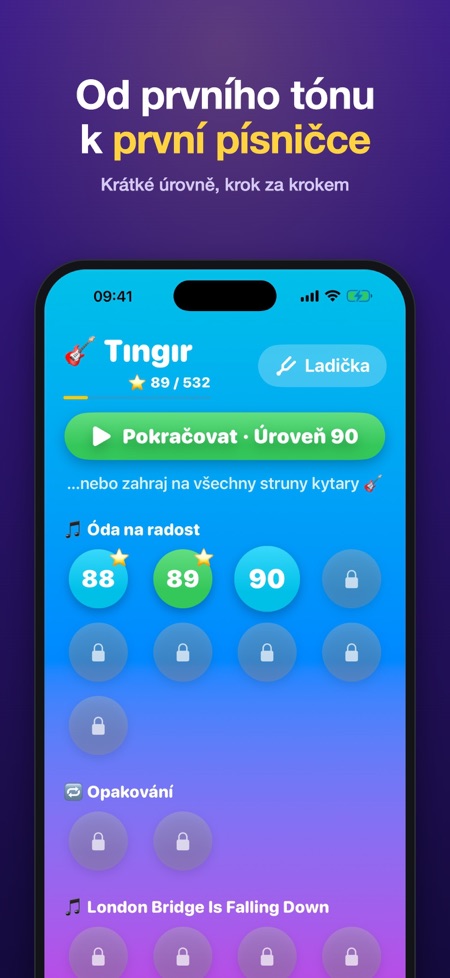 Od prvního tónu
k první písničce
Krátké úrovně, krok za krokem
09:41
Tıngır
89 / 532
Ladička
Pokračovat · Úroveň 90
...nebo zahraj na všechny struny kytary
Óda na radost
88
89
90
Opakování
London Bridge Is Falling Down